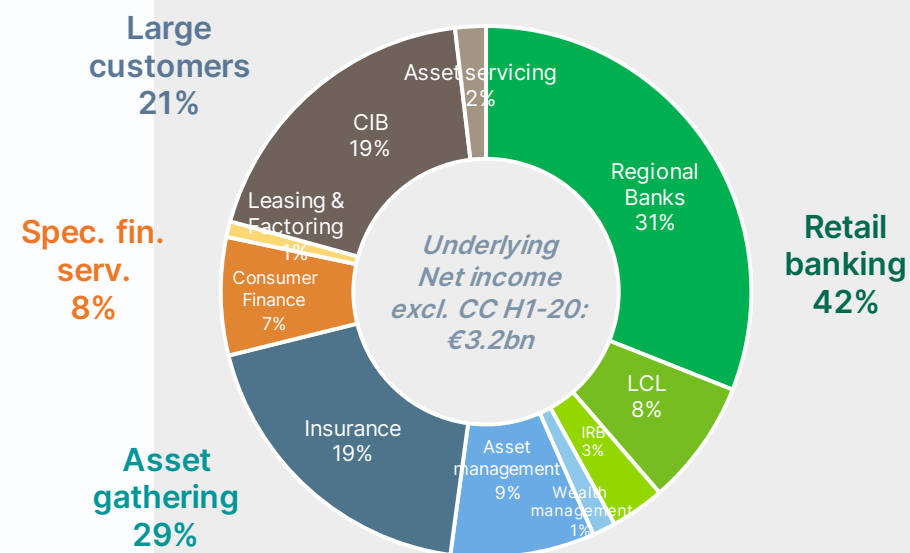 Large
customers
21%
Asset servicing
2%
CIB
19%
Regional
Banks
31%
Leasing &
Factoring
1%
Spec. fin.
serv.
8%
Consumer
Finance
7%
Underlying
Net income
excl. CC H1-20:
€3.2bn
Retail
banking
42%
LCL
8%
IRB
3%
Insurance
19%
Asset
management
9%
Wealth
management
1%
Asset
gathering
29%